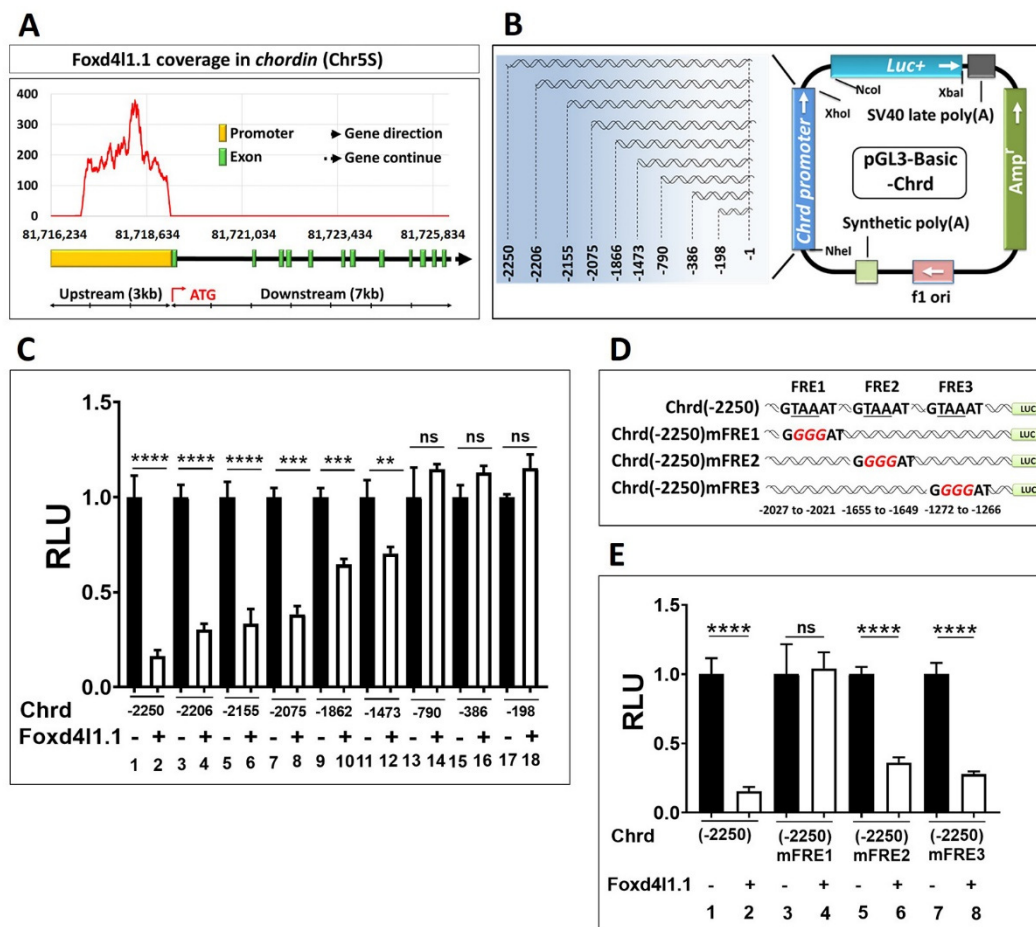 A
Foxd4l1.1 coverage in chordin (Chr5S)
400
300
200
100
0
Promoter
Exon
Gene direction
Gene continue
81,716,234 81,718,634 81,721,034 81,723,434 81,725,834
Upstream (3kb) ATG Downstream (7kb)
B
-2250
-2206
-2155
-2075
-1866
-1473
-790
-386
-198
-1
Luc+
NcoI
XbaI
XhoI
SV40 late poly(A)
Chrd promoter
pGL3-Basic
-Chrd
Ampr
Synthetic poly(A)
NheI
f1 ori
C
RLU
1.5
1.0
0.5
0.0
**** **** **** *** *** ** ns ns ns
Chrd -2250 -2206 -2155 -2075 -1862 -1473 -790 -386 -198
Foxd4l1.1 - + - + - + - + - + - + - + - + - +
1 2 3 4 5 6 7 8 9 10 11 12 13 14 15 16 17 18
D
FRE1 FRE2 FRE3
Chrd(-2250) GTAAAT GTAAAT GTAAAT LUC
Chrd(-2250)mFRE1 GGGGAT LUC
Chrd(-2250)mFRE2 GGGGAT LUC
Chrd(-2250)mFRE3 GGGGAT LUC
-2027 to -2021 -1655 to -1649 -1272 to -1266
E
RLU
1.5
1.0
0.5
0.0
**** ns **** ****
Chrd (-2250) (-2250) (-2250) (-2250)
mFRE1 mFRE2 mFRE3
Foxd4l1.1 - + - + - + - +
1 2 3 4 5 6 7 8